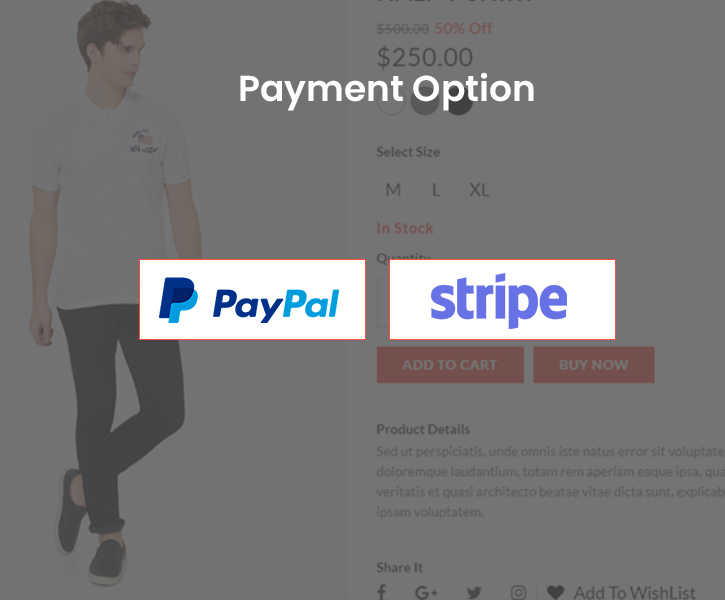 $500.00 50% Off
$250.00
Payment Option
Select Size
M L XL
In Stock
Quantity
PayPal
stripe
ADD TO CART
BUY NOW
Product Details
Sed ut perspiciatis, unde omnis iste natus error sit voluptate
doloremque laudantium, totam rem aperiam eaque ipsa, qua
veritatis et quasi architecto beatae vitae dicta sunt, explicab
ipsam voluptatem,
Share It
Add To WishList